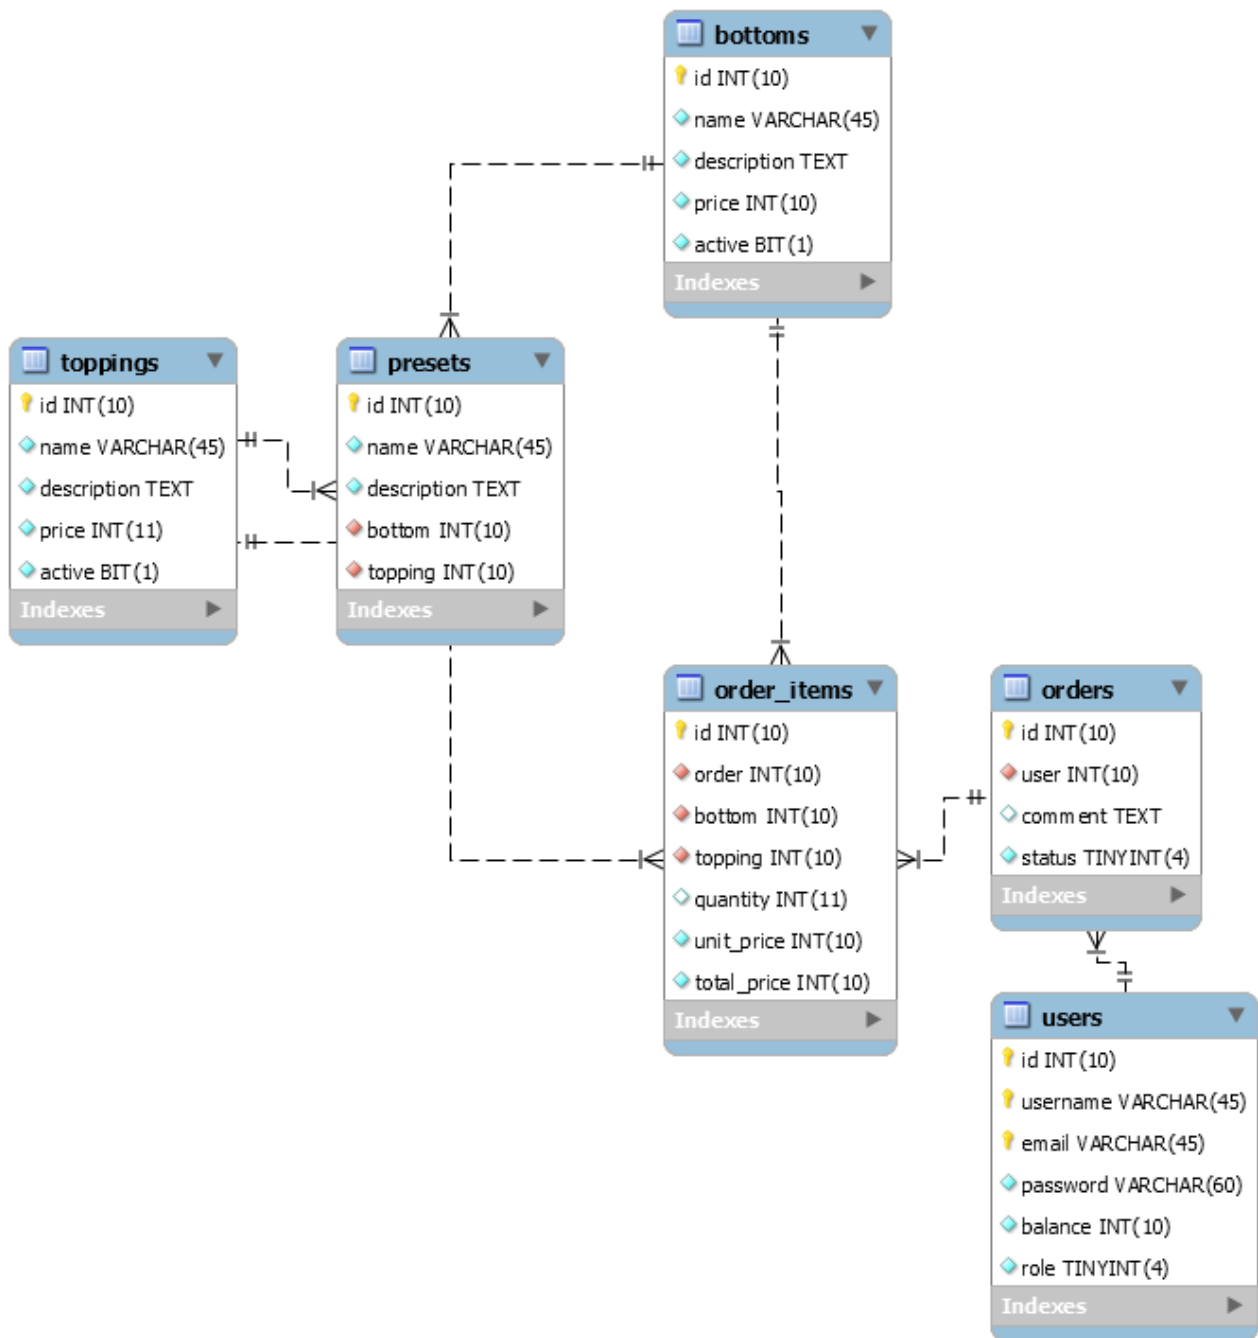 bottoms
id INT(10)
name VARCHAR(45)
description TEXT
price INT(10)
active BIT(1)
Indexes
toppings
id INT(10)
name VARCHAR(45)
description TEXT
price INT(11)
active BIT(1)
Indexes
presets
id INT(10)
name VARCHAR(45)
description TEXT
bottom INT(10)
topping INT(10)
Indexes
order_items
id INT(10)
order INT(10)
bottom INT(10)
topping INT(10)
quantity INT(11)
unit_price INT(10)
total_price INT(10)
Indexes
orders
id INT(10)
user INT(10)
comment TEXT
status TINYINT(4)
Indexes
users
id INT(10)
username VARCHAR(45)
email VARCHAR(45)
password VARCHAR(60)
balance INT(10)
role TINYINT(4)
Indexes